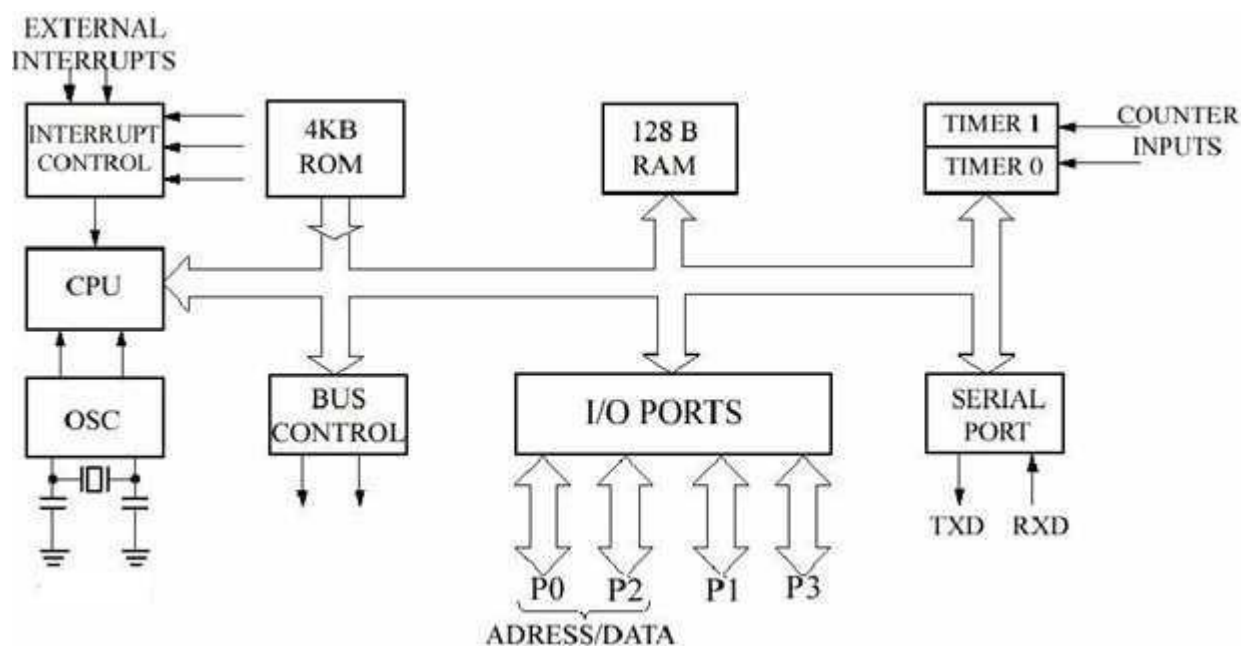 EXTERNAL
INTERRUPTS
INTERRUPT
CONTROL
4KB
ROM
128 B
RAM
TIMER 1
TIMER 0
COUNTER
INPUTS
CPU
OSC
BUS
CONTROL
I/O PORTS
SERIAL
PORT
TXD RXD
P0 P2 P1 P3
ADRESS/DATA